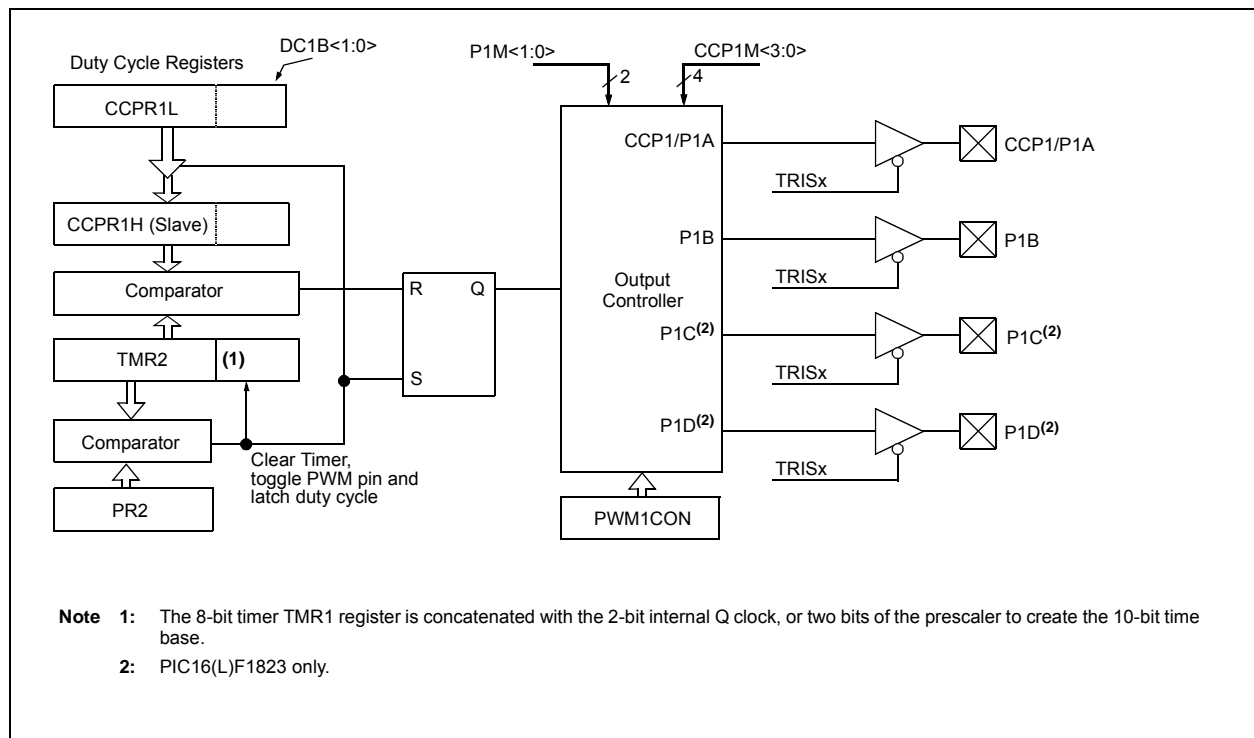 DC1B<1:0>
Duty Cycle Registers
P1M<1:0>
CCP1M<3:0>
2
4
CCPR1L
CCP1/P1A
CCP1/P1A
TRISx
CCPR1H (Slave)
P1B
P1B
TRISx
Comparator
R
Q
Output
Controller
P1C(2)
P1C(2)
TMR2
(1)
S
TRISx
Comparator
P1D(2)
P1D(2)
Clear Timer,
toggle PWM pin and
latch duty cycle
TRISx
PR2
PWM1CON
Note 1: The 8-bit timer TMR1 register is concatenated with the 2-bit internal Q clock, or two bits of the prescaler to create the 10-bit time
base.
2: PIC16(L)F1823 only.